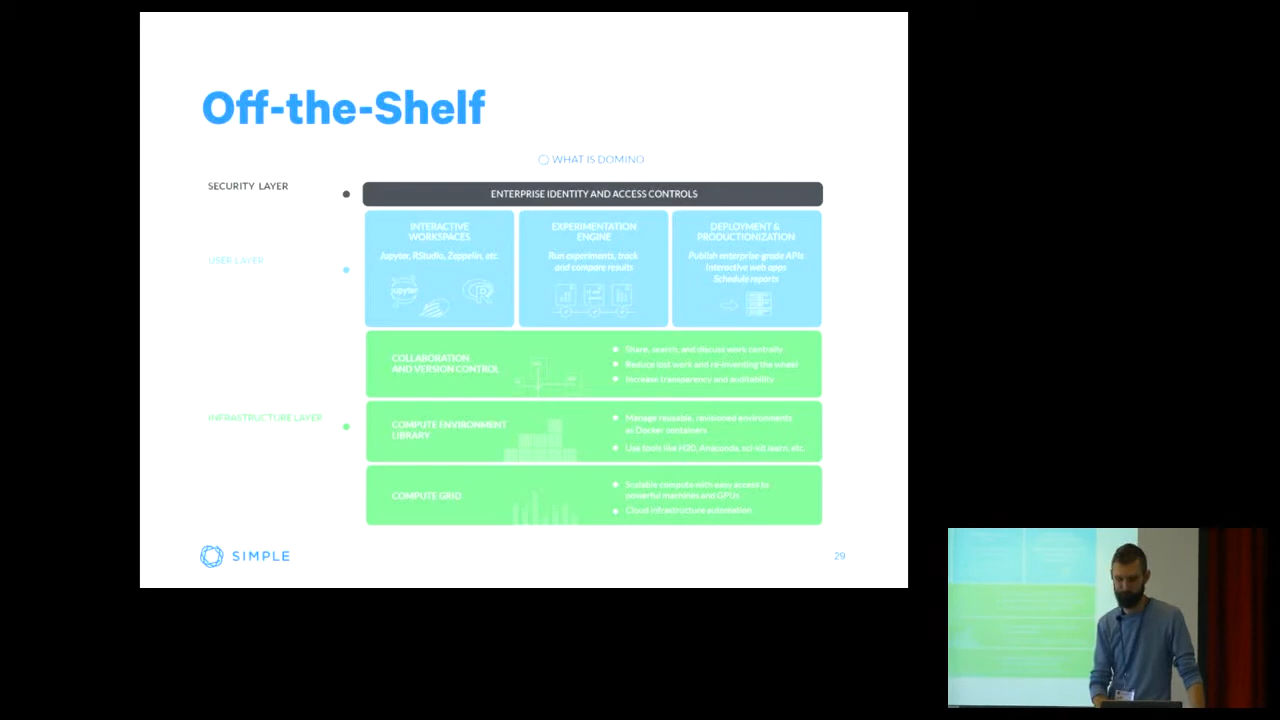 Off-the-Shelf
WHAT IS DOMINO
SECURITY LAYER
ENTERPRISE IDENTITY AND ACCESS CONTROLS
USER LAYER
INTERACTIVE
WORKSPACES
Jupyter, RStudio, Zeppelin, etc.
jupyter
R
EXPERIMENTATION
ENGINE
Run experiments, track
and compare results
DEPLOYMENT &
PRODUCTIONIZATION
Publish enterprise-grade APIs
Interactive web apps
Schedule reports
INFRASTRUCTURE LAYER
COLLABORATION
AND VERSION CONTROL
Share, search, and discuss work centrally
Reduce lost work and re-inventing the wheel
Increase transparency and auditability
COMPUTE ENVIRONMENT
LIBRARY
Manage reusable, revisioned environments
as Docker containers
Use tools like H20, Anaconda, sci-kit learn, etc.
COMPUTE GRID
Scalable compute with easy access to
powerful machines and GPUs
Cloud infrastructure automation
SIMPLE
29